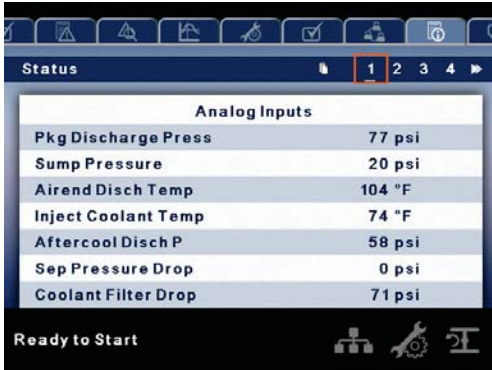 Status 1 2 3 4
Analog Inputs
Pkg Discharge Press 77 psi
Sump Pressure 20 psi
Airend Disch Temp 104 °F
Inject Coolant Temp 74 °F
Aftercool Disch P 58 psi
Sep Pressure Drop 0 psi
Coolant Filter Drop 71 psi
Ready to Start